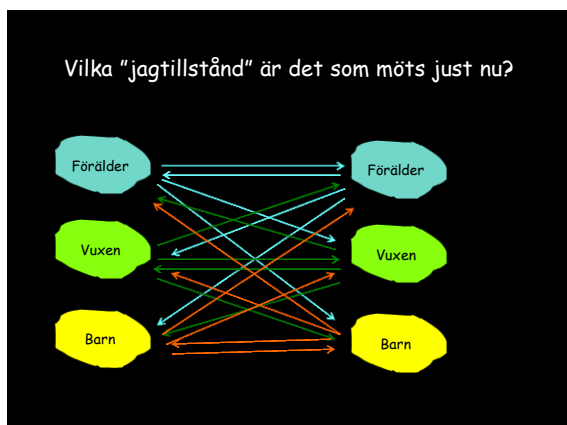 Vilka ”jagtillstånd” är det som möts just nu?
Förälder
Förälder
Vuxen
Vuxen
Barn
Barn